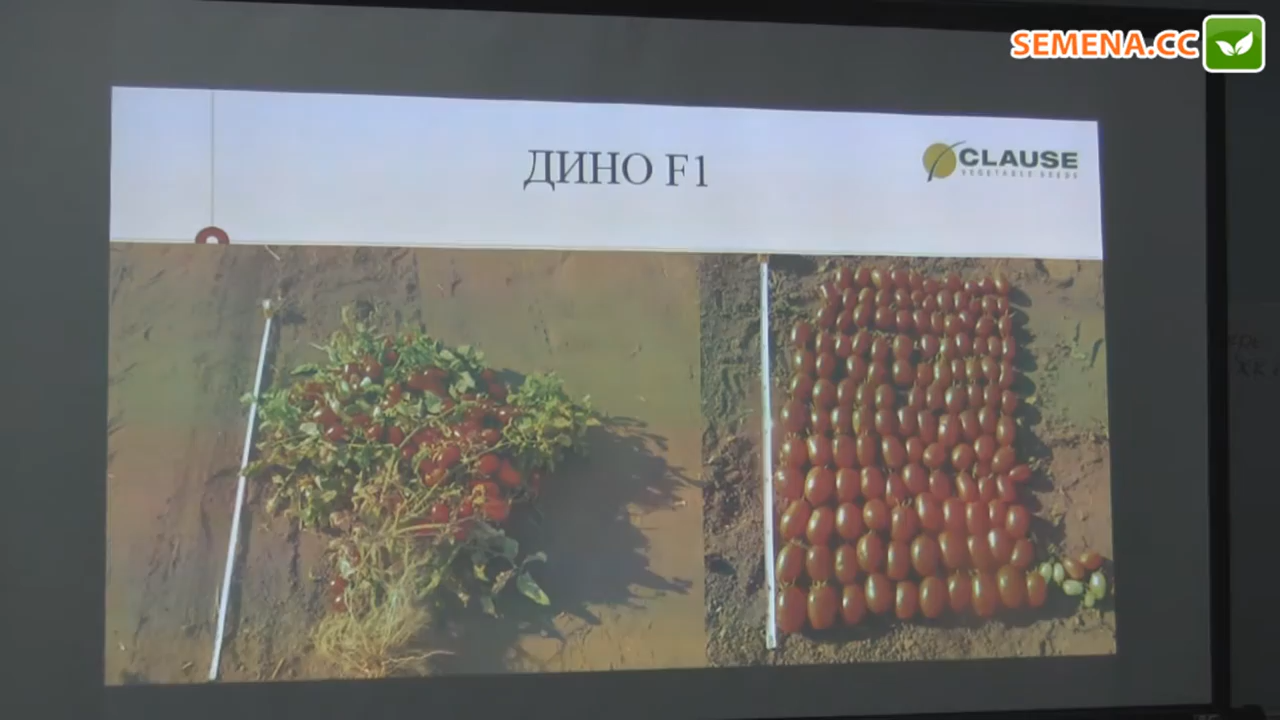 SEMENA.CC
ДИНО F1
CLAUSE
VEGETABLE SEEDS